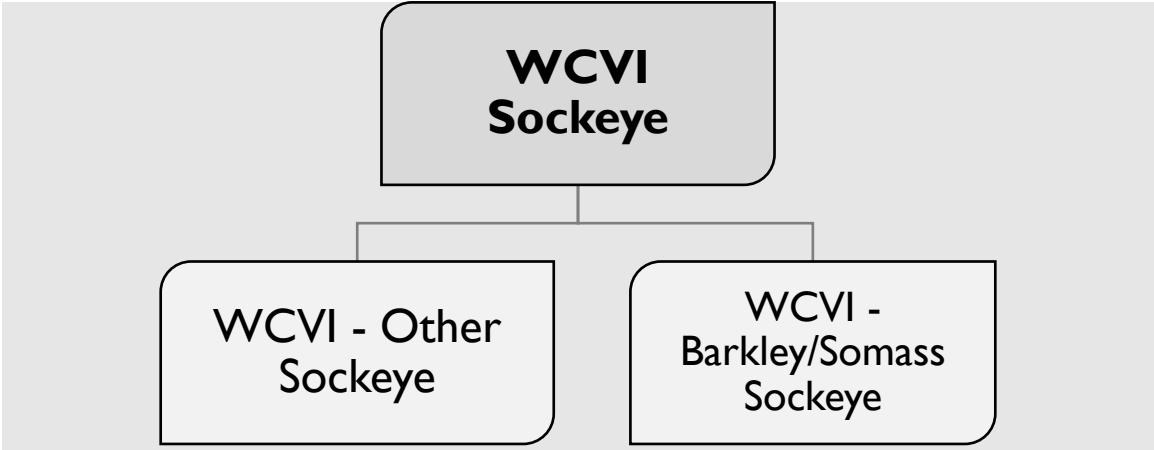 WCVI
Sockeye
WCVI - Other
Sockeye
WCVI -
Barkley/Somass
Sockeye